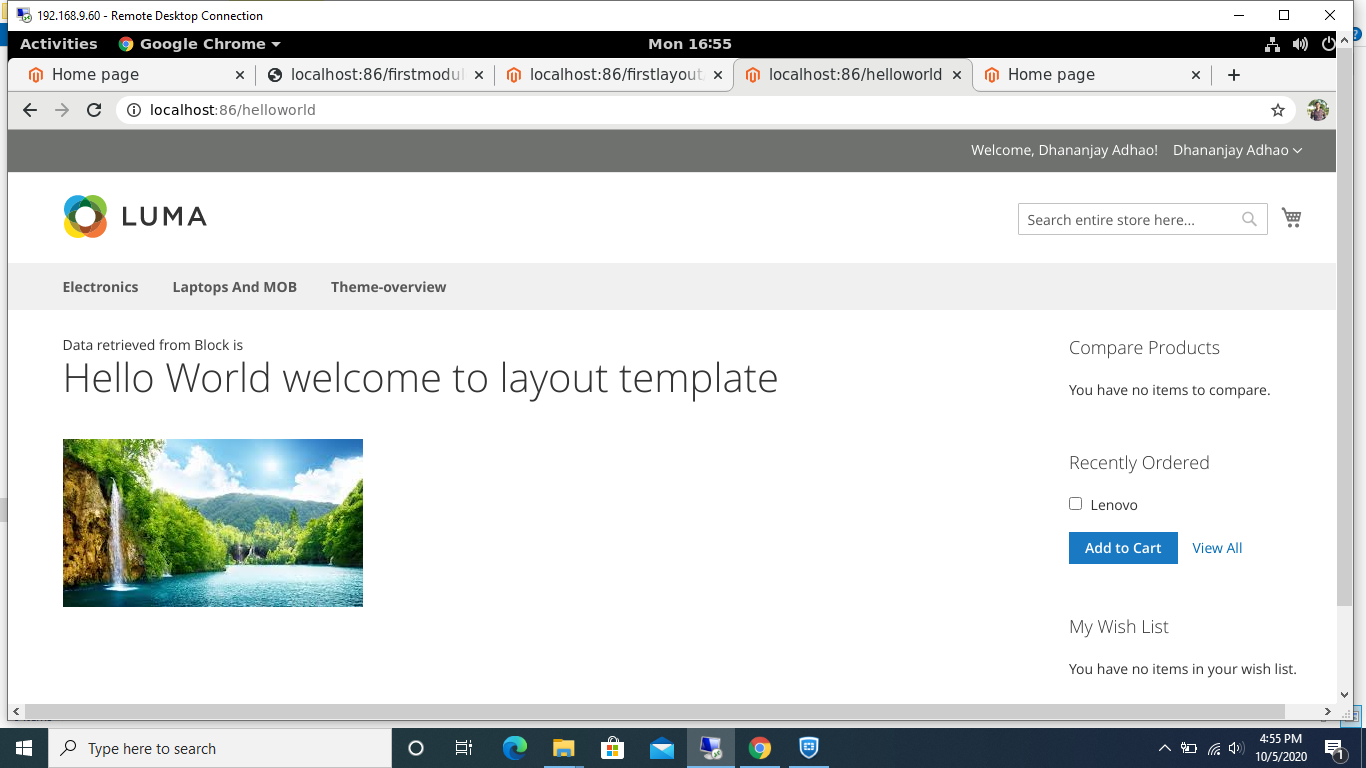 192.168.9.60 - Remote Desktop Connection
Activities Google Chrome Mon 16:55
Home page localhost:86/firstmodul localhost:86/firstlayout localhost:86/helloworld Home page
localhost:86/helloworld
Welcome, Dhananjay Adhao! Dhananjay Adhao
LUMA
Search entire store here...
Electronics Laptops And MOB Theme-overview
Data retrieved from Block is
Hello World welcome to layout template
Compare Products
You have no items to compare.
Recently Ordered
Lenovo
Add to Cart View All
My Wish List
You have no items in your wish list.
Type here to search
4:55 PM
10/5/2020
1